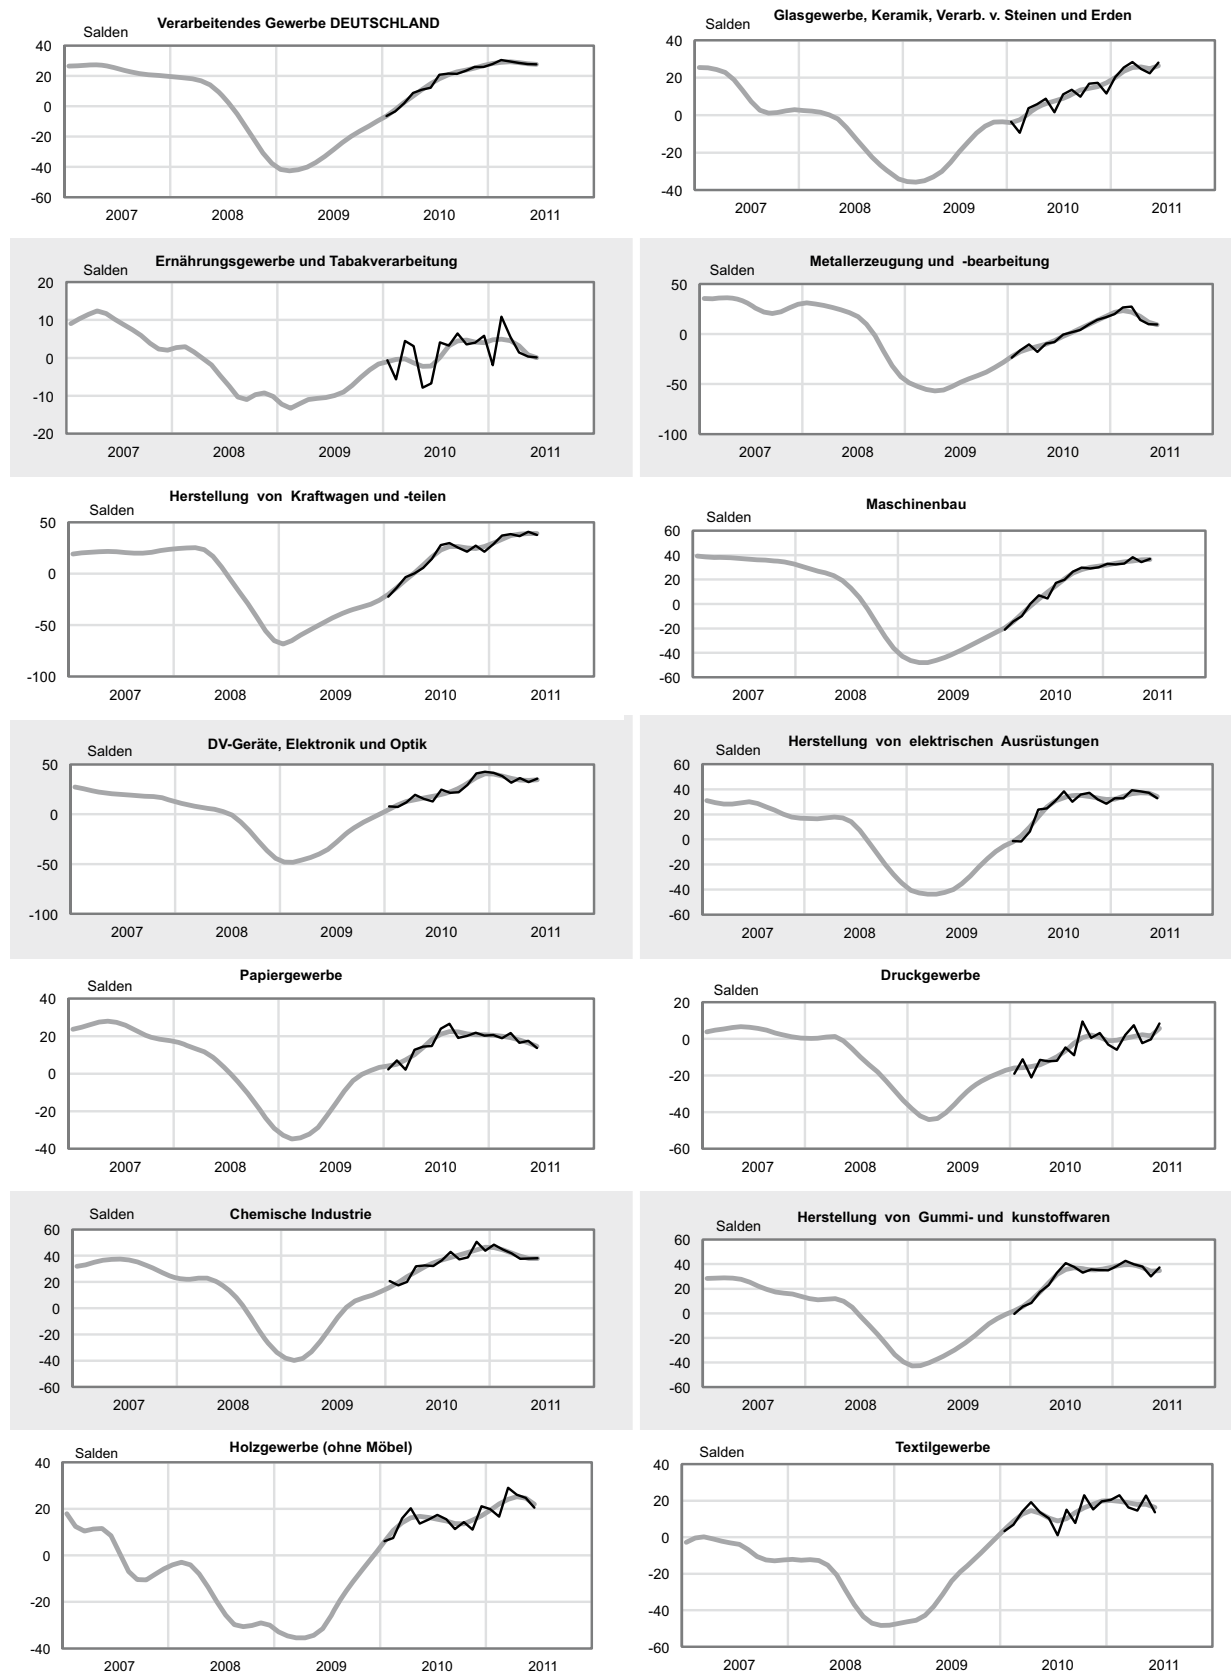 Verarbeitendes Gewerbe DEUTSCHLAND
Salden
40
20
0
-20
-40
-60
2007 2008 2009 2010 2011
Glasgewerbe, Keramik, Verarb. v. Steinen und Erden
Salden
40
20
0
-20
-40
2007 2008 2009 2010 2011
Ernährungsgewerbe und Tabakverarbeitung
Salden
20
10
0
-10
-20
2007 2008 2009 2010 2011
Metallerzeugung und -bearbeitung
Salden
50
0
-50
-100
2007 2008 2009 2010 2011
Herstellung von Kraftwagen und -teilen
Salden
50
0
-50
-100
2007 2008 2009 2010 2011
Maschinenbau
Salden
60
40
20
0
-20
-40
-60
2007 2008 2009 2010 2011
DV-Geräte, Elektronik und Optik
Salden
50
0
-50
-100
2007 2008 2009 2010 2011
Herstellung von elektrischen Ausrüstungen
Salden
60
40
20
0
-20
-40
-60
2007 2008 2009 2010 2011
Papiergewerbe
Salden
40
20
0
-20
-40
2007 2008 2009 2010 2011
Druckgewerbe
Salden
20
0
-20
-40
-60
2007 2008 2009 2010 2011
Chemische Industrie
Salden
60
40
20
0
-20
-40
-60
2007 2008 2009 2010 2011
Herstellung von Gummi- und kunstoffwaren
Salden
60
40
20
0
-20
-40
-60
2007 2008 2009 2010 2011
Holzgewerbe (ohne Möbel)
Salden
40
20
0
-20
-40
2007 2008 2009 2010 2011
Textilgewerbe
Salden
40
20
0
-20
-40
-60
2007 2008 2009 2010 2011